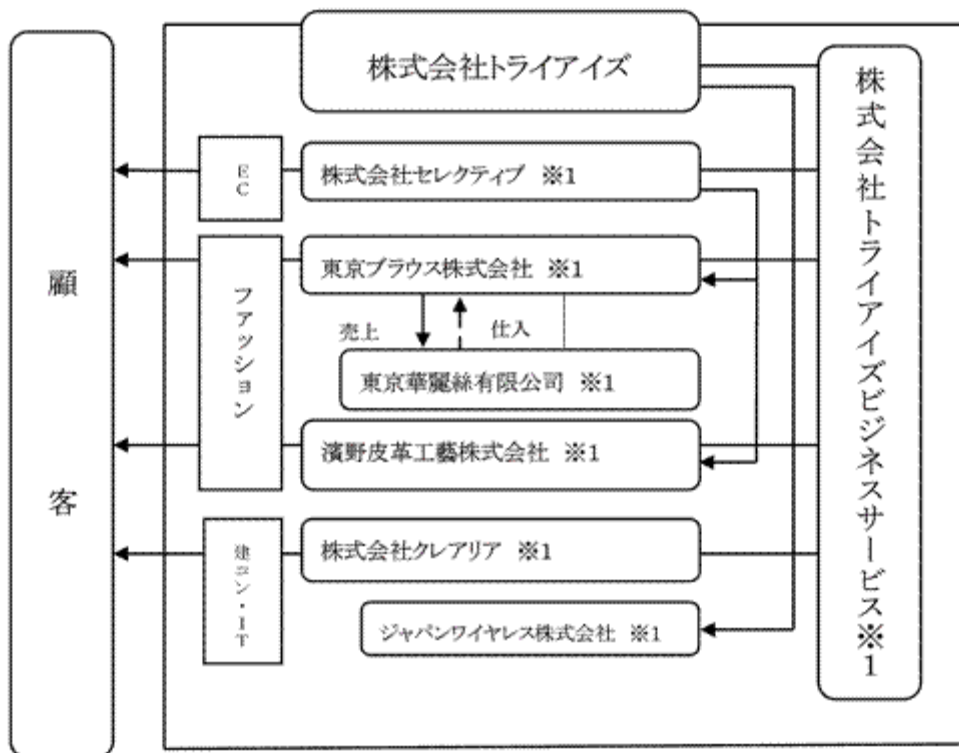 株式会社トライアイズ
顧客
EC
株式会社セレクティブ ※1
ファッション
東京ブラウス株式会社 ※1
売上
仕入
東京華麗絲有限公司 ※1
濱野皮革工藝株式会社 ※1
建コン・IT
株式会社クレアリア ※1
ジャパンワイヤレス株式会社 ※1
株式会社トライアイズビジネスサービス※1